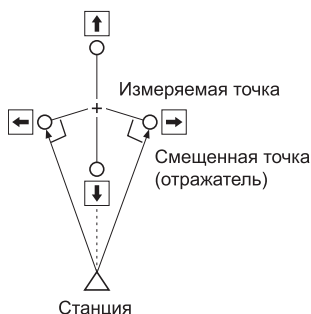 Измеряемая точка
Смещенная точка
(отражатель)
Станция